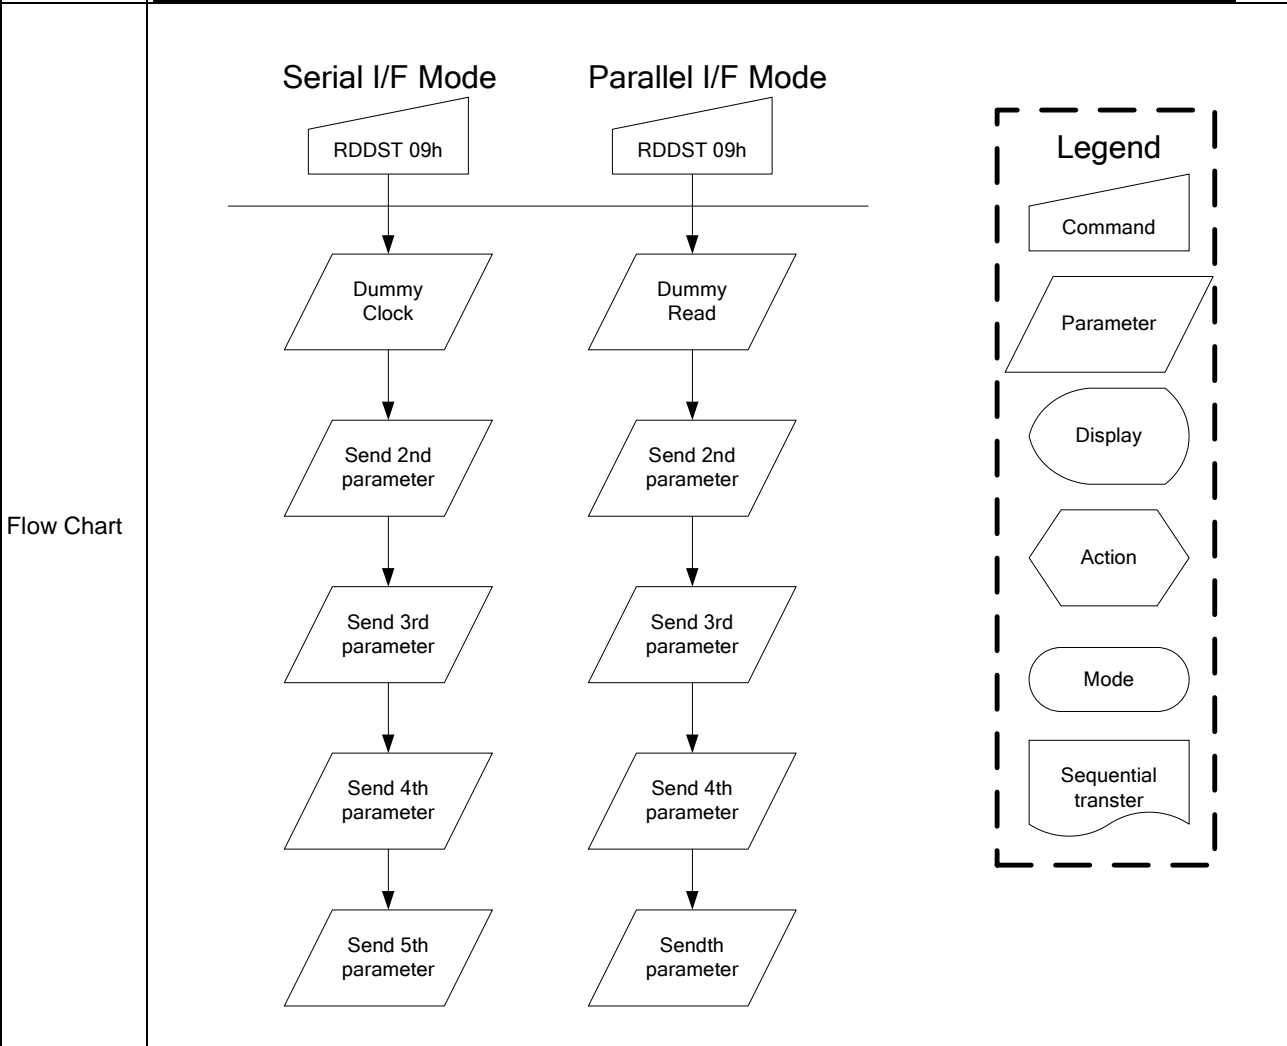 Flow Chart
Serial I/F Mode
RDDST 09h
Dummy
Clock
Send 2nd
parameter
Send 3rd
parameter
Send 4th
parameter
Send 5th
parameter
Parallel I/F Mode
RDDST 09h
Dummy
Read
Send 2nd
parameter
Send 3rd
parameter
Send 4th
parameter
Sendth
parameter
Legend
Command
Parameter
Display
Action
Mode
Sequential
transter